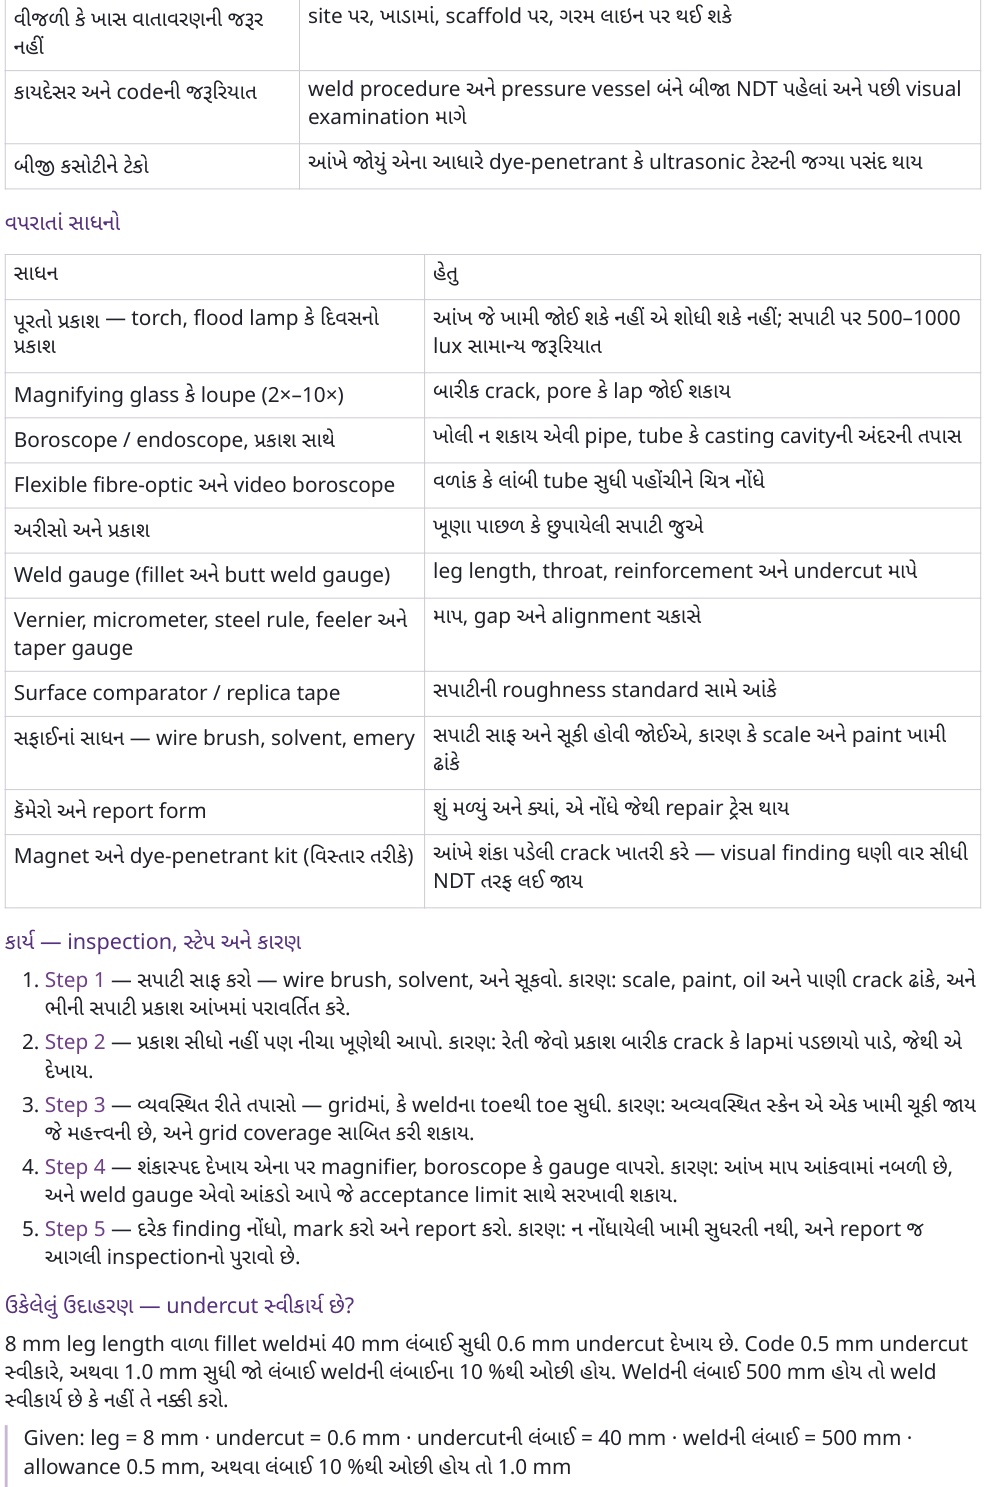 વીજળી કે ખાસ વાતાવરણની જરૂર
નહીં
site પર, ખાડામાં, scaffold પર, ગરમ લાઇન પર થઈ શકે
કાયદેસર અને codeની જરૂરિયાત
weld procedure અને pressure vessel બંને બીજા NDT પહેલાં અને પછી visual
examination માગે
બીજી કસોટીને ટેકો
આંખે જોયું એના આધારે dye-penetrant કે ultrasonic ટેસ્ટની જગ્યા પસંદ થાય
વપરાતાં સાધનો
સાધન
હેતુ
પૂરતો પ્રકાશ — torch, flood lamp કે દિવસનો
પ્રકાશ
આંખ જે ખામી જોઈ શકે નહીં એ શોધી શકે નહીં; સપાટી પર 500–1000
lux સામાન્ય જરૂરિયાત
Magnifying glass કે loupe (2×–10×)
બારીક crack, pore કે lap જોઈ શકાય
Boroscope / endoscope, પ્રકાશ સાથે
ખોલી ન શકાય એવી pipe, tube કે casting cavityની અંદરની તપાસ
Flexible fibre-optic અને video boroscope
વળાંક કે લાંબી tube સુધી પહોંચીને ચિત્ર નોંધે
અરીસો અને પ્રકાશ
ખૂણા પાછળ કે છુપાયેલી સપાટી જુએ
Weld gauge (fillet અને butt weld gauge)
leg length, throat, reinforcement અને undercut માપે
Vernier, micrometer, steel rule, feeler અને
taper gauge
માપ, gap અને alignment ચકાસે
Surface comparator / replica tape
સપાટીની roughness standard સામે આંકે
સફાઈનાં સાધન — wire brush, solvent, emery
સપાટી સાફ અને સૂકી હોવી જોઈએ, કારણ કે scale અને paint ખામી
ઢાંકે
કૅમેરો અને report form
શું મળ્યું અને ક્યાં, એ નોંધે જેથી repair ટ્રેસ થાય
Magnet અને dye-penetrant kit (વિસ્તાર તરીકે)
આંખે શંકા પડેલી crack ખાતરી કરે — visual finding ઘણી વાર સીધી
NDT તરફ લઈ જાય
કાર્ય — inspection, સ્ટેપ અને કારણ
1. Step 1 — સપાટી સાફ કરો — wire brush, solvent, અને સૂકવો. કારણ: scale, paint, oil અને પાણી crack ઢાંકે, અને
ભીની સપાટી પ્રકાશ આંખમાં પરાવર્તિત કરે.
2. Step 2 — પ્રકાશ સીધો નહીં પણ નીચા ખૂણેથી આપો. કારણ: રેતી જેવો પ્રકાશ બારીક crack કે lapમાં પડછાયો પાડે, જેથી એ
દેખાય.
3. Step 3 — વ્યવસ્થિત રીતે તપાસો — gridમાં, કે weldના toeથી toe સુધી. કારણ: અવ્યવસ્થિત સ્કેન એ એક ખામી ચૂકી જાય
જે મહત્ત્વની છે, અને grid coverage સાબિત કરી શકાય.
4. Step 4 — શંકાસ્પદ દેખાય એના પર magnifier, boroscope કે gauge વાપરો. કારણ: આંખ માપ આંકવામાં નબળી છે,
અને weld gauge એવો આંકડો આપે જે acceptance limit સાથે સરખાવી શકાય.
5. Step 5 — દરેક finding નોંધો, mark કરો અને report કરો. કારણ: ન નોંધાયેલી ખામી સુધરતી નથી, અને report જ
આગલી inspectionનો પુરાવો છે.
ઉકેલેલું ઉદાહરણ — undercut સ્વીકાર્ય છે?
8 mm leg length વાળા fillet weldમાં 40 mm લંબાઈ સુધી 0.6 mm undercut દેખાય છે. Code 0.5 mm undercut
સ્વીકારે, અથવા 1.0 mm સુધી જો લંબાઈ weldની લંબાઈના 10 %થી ઓછી હોય. Weldની લંબાઈ 500 mm હોય તો weld
સ્વીકાર્ય છે કે નહીં તે નક્કી કરો.
Given: leg = 8 mm · undercut = 0.6 mm · undercutની લંબાઈ = 40 mm · weldની લંબાઈ = 500 mm ·
allowance 0.5 mm, અથવા લંબાઈ 10 %થી ઓછી હોય તો 1.0 mm